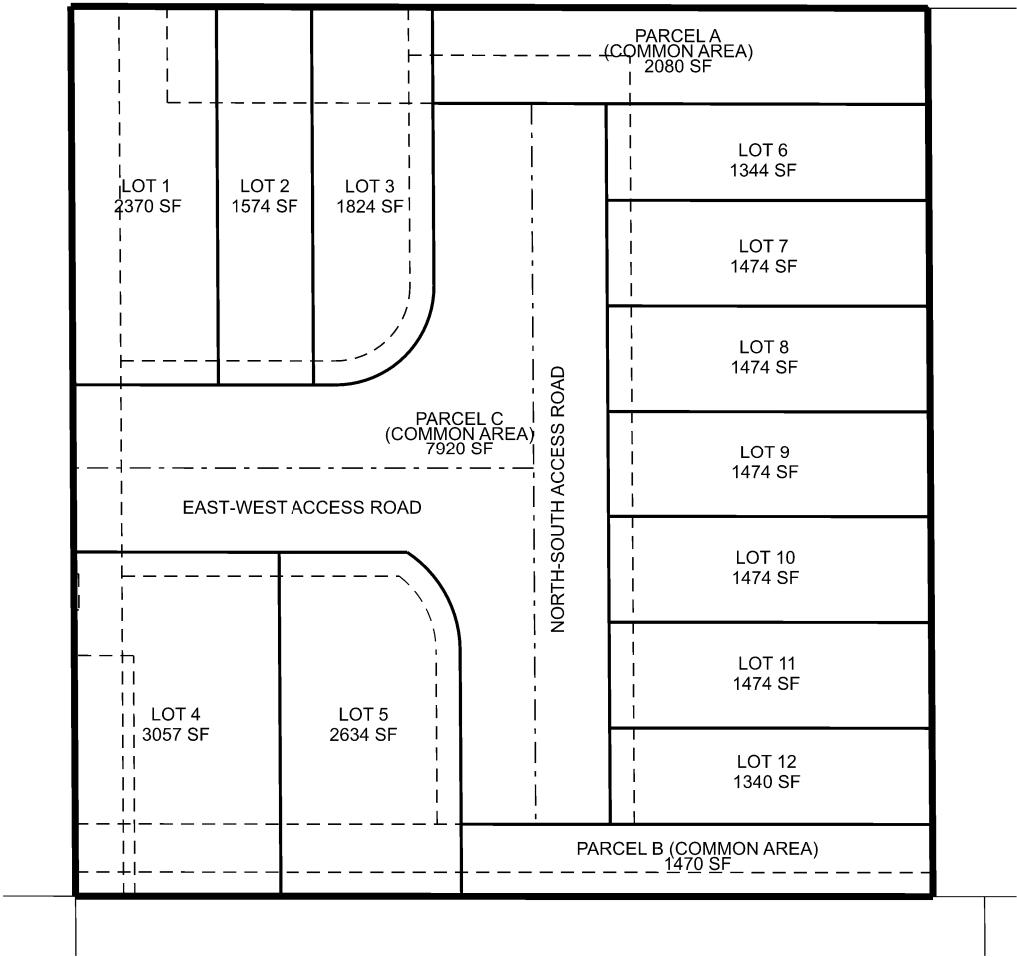 PARCEL A
(COMMON AREA)
2080 SF
LOT 6
1344 SF
LOT 1
2370 SF
LOT 2
1574 SF
LOT 3
1824 SF
LOT 7
1474 SF
LOT 8
1474 SF
PARCEL C
(COMMON AREA)
7920 SF
NORTH-SOUTH ACCESS ROAD
LOT 9
1474 SF
EAST-WEST ACCESS ROAD
LOT 10
1474 SF
LOT 11
1474 SF
LOT 4
3057 SF
LOT 5
2634 SF
LOT 12
1340 SF
PARCEL B (COMMON AREA)
1470 SF